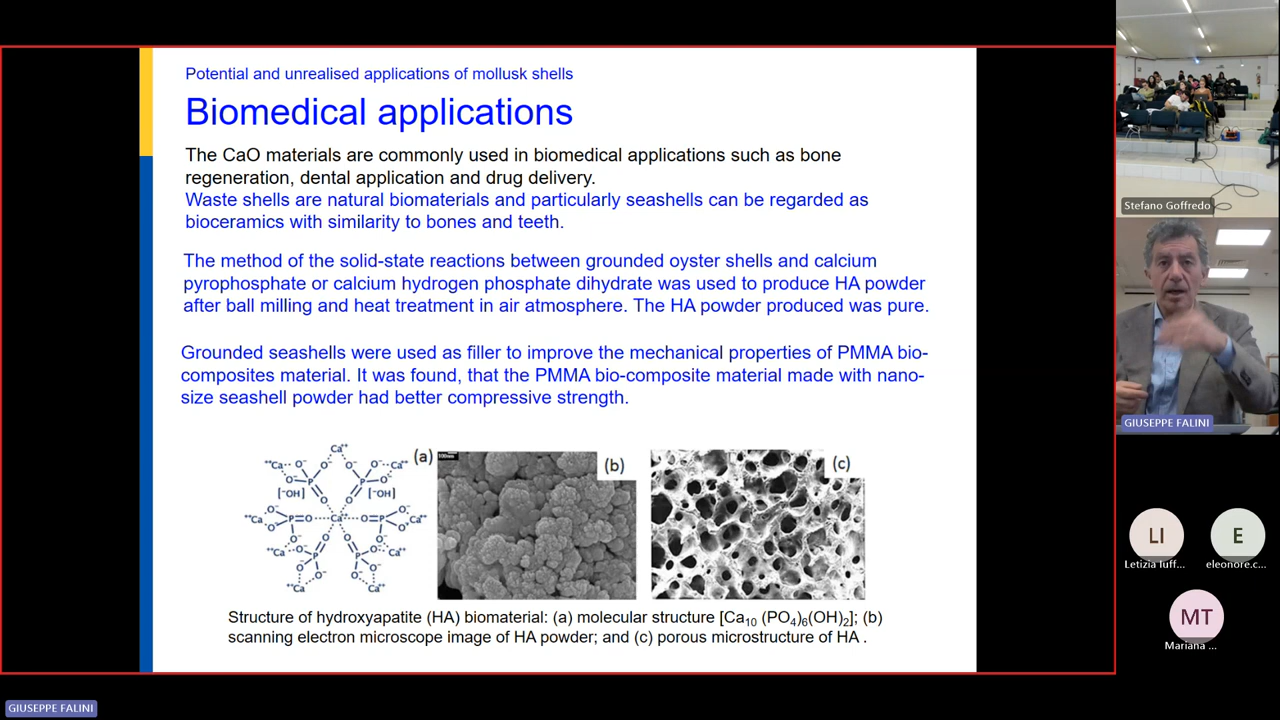 Potential and unrealised applications of mollusk shells
Biomedical applications
The CaO materials are commonly used in biomedical applications such as bone
regeneration, dental application and drug delivery.
Waste shells are natural biomaterials and particularly seashells can be regarded as
bioceramics with similarity to bones and teeth.
The method of the solid-state reactions between grounded oyster shells and calcium
pyrophosphate or calcium hydrogen phosphate dihydrate was used to produce HA powder
after ball milling and heat treatment in air atmosphere. The HA powder produced was pure.
Grounded seashells were used as filler to improve the mechanical properties of PMMA bio-
composites material. It was found, that the PMMA bio-composite material made with nano-
size seashell powder had better compressive strength.
(a)
(b)
(c)
100nm
Structure of hydroxyapatite (HA) biomaterial: (a) molecular structure [Ca10 (PO4)6(OH)2]; (b)
scanning electron microscope image of HA powder; and (c) porous microstructure of HA .
Stefano Goffredo
GIUSEPPE FALINI
LI
E
Letizia Iuff...
eleonore.c...
MT
Mariana ...
GIUSEPPE FALINI